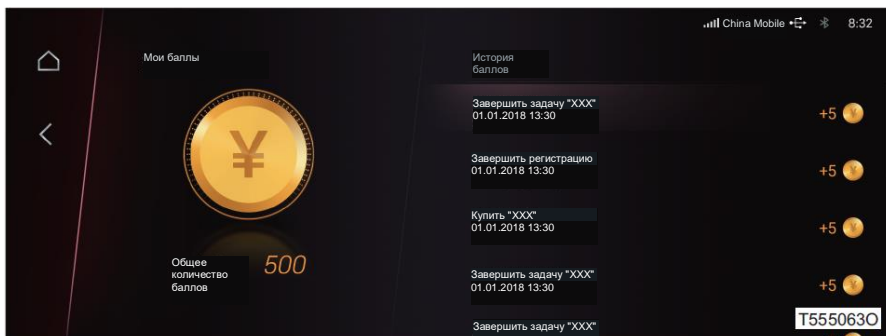 China Mobile
8:32
Мои баллы
¥
Общее
количество
баллов
500
История
баллов
Завершить задачу "XXX"
01.01.2018 13:30
+5
Завершить регистрацию
01.01.2018 13:30
+5
Купить "XXX"
01.01.2018 13:30
+5
Завершить задачу "XXX"
01.01.2018 13:30
+5
Завершить задачу "XXX"
T555063O